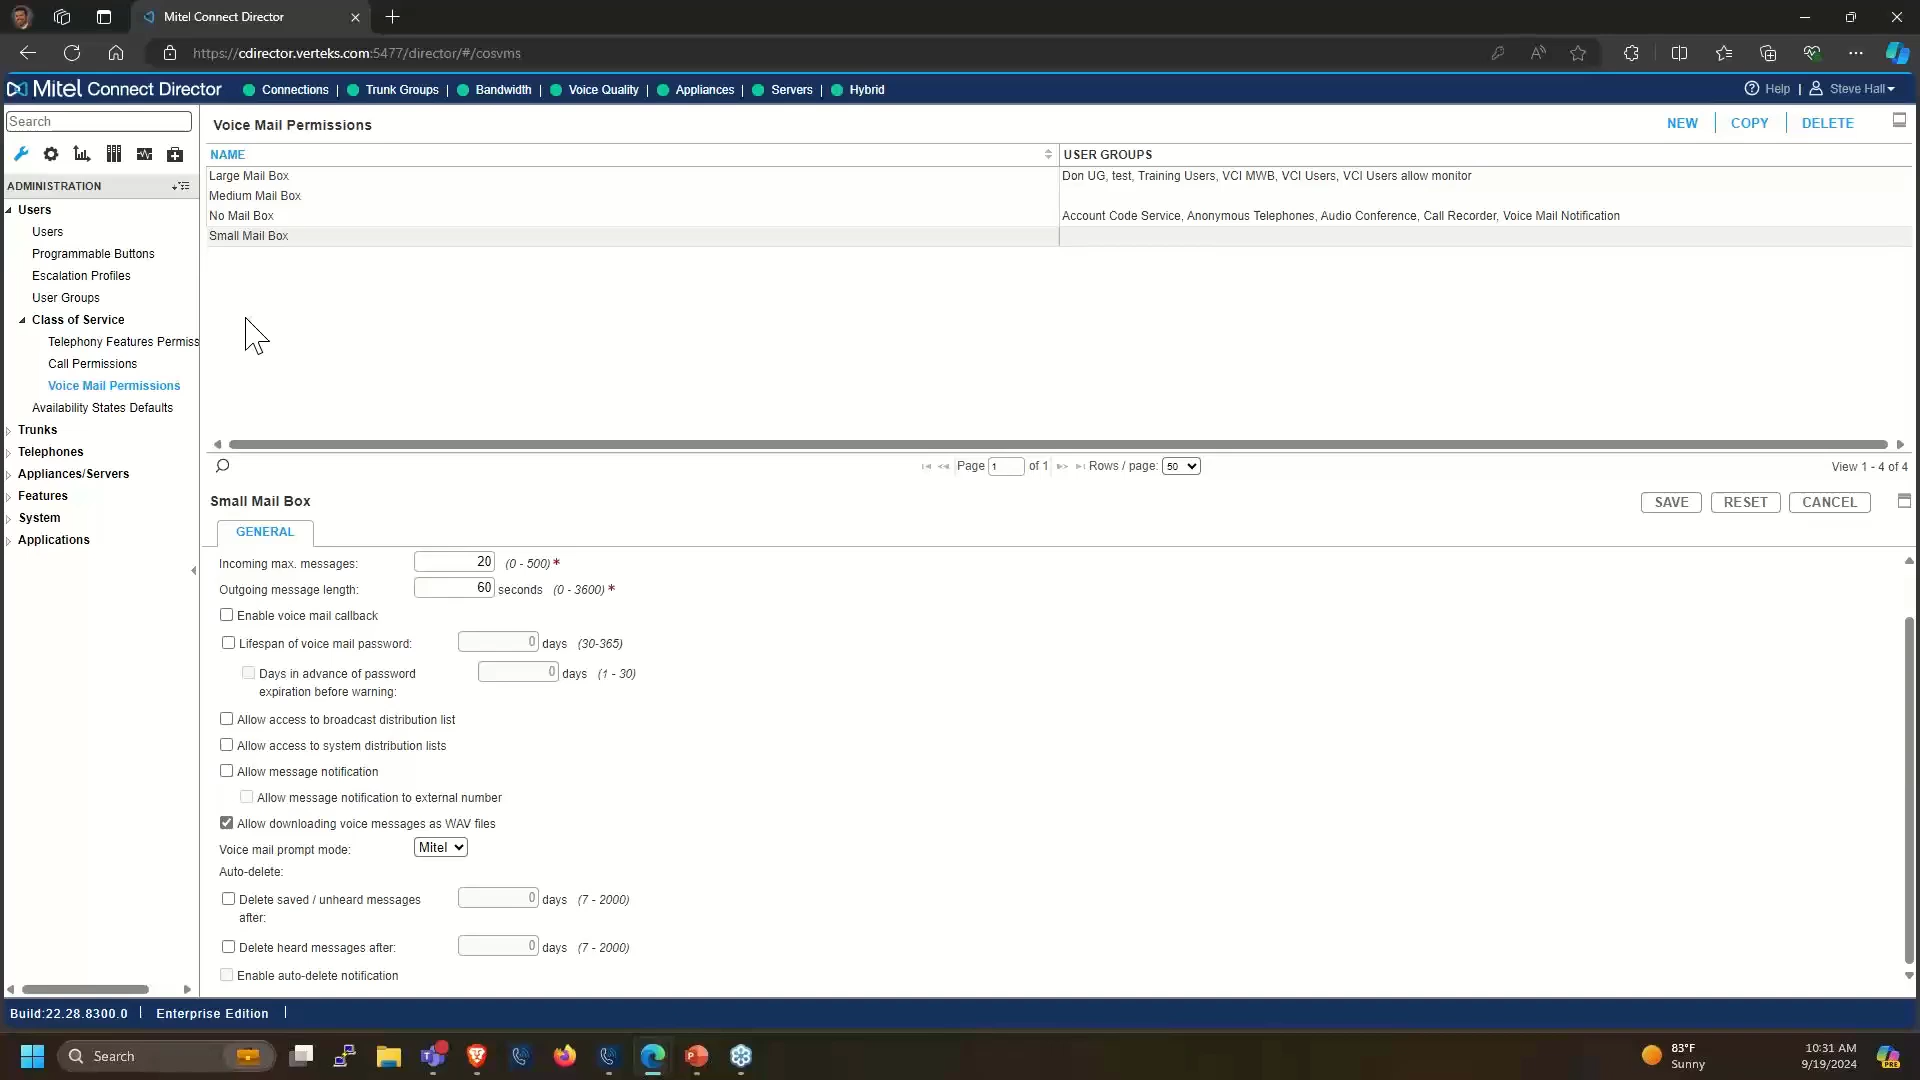 Mitel Connect Director
https://cdirector.verteks.com:5477/director/#/cosvms
Mitel Connect Director
Connections | Trunk Groups | Bandwidth | Voice Quality | Appliances | Servers | Hybrid
Help | Steve Hall
Search
Voice Mail Permissions
NEW | COPY | DELETE
NAME USER GROUPS
Large Mail Box Don UG, test, Training Users, VCI MWB, VCI Users, VCI Users allow monitor
Medium Mail Box
No Mail Box Account Code Service, Anonymous Telephones, Audio Conference, Call Recorder, Voice Mail Notification
Small Mail Box
ADMINISTRATION
Users
Users
Programmable Buttons
Escalation Profiles
User Groups
Class of Service
Telephony Features Permiss
Call Permissions
Voice Mail Permissions
Availability States Defaults
Trunks
Telephones
Appliances/Servers
Features
System
Applications
Page 1 of 1 Rows / page: 50
View 1 - 4 of 4
Small Mail Box
SAVE RESET CANCEL
GENERAL
Incoming max. messages: 20 (0 - 500) *
Outgoing message length: 60 seconds (0 - 3600) *
Enable voice mail callback
Lifespan of voice mail password: 0 days (30-365)
Days in advance of password
expiration before warning:
0 days (1 - 30)
Allow access to broadcast distribution list
Allow access to system distribution lists
Allow message notification
Allow message notification to external number
Allow downloading voice messages as WAV files
Voice mail prompt mode: Mitel
Auto-delete:
Delete saved / unheard messages
after:
0 days (7 - 2000)
Delete heard messages after: 0 days (7 - 2000)
Enable auto-delete notification
Build:22.28.8300.0 | Enterprise Edition |
Search
83°F
Sunny
10:31 AM
9/19/2024
PRE